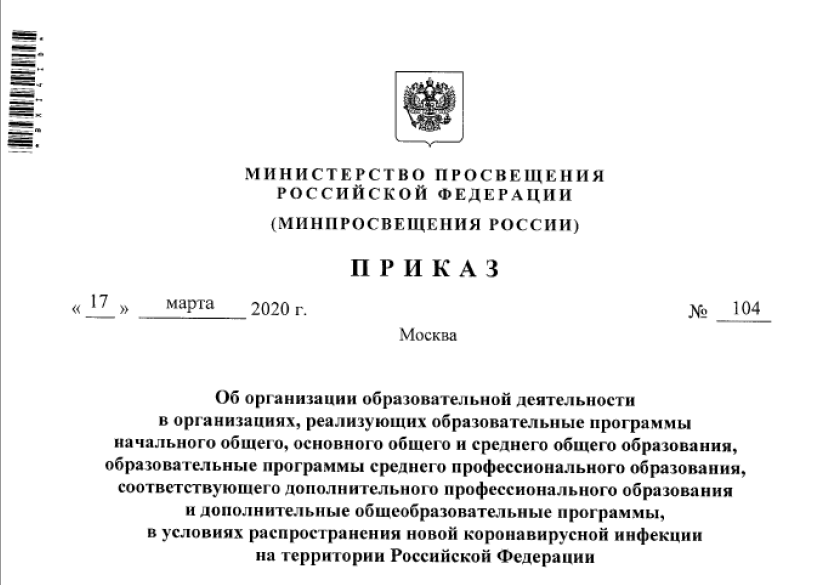 МИНИСТЕРСТВО ПРОСВЕЩЕНИЯ
РОССИЙСКОЙ ФЕДЕРАЦИИ
(МИНПРОСВЕЩЕНИЯ РОССИИ)
ПРИКАЗ
« 17 » марта 2020 г. № 104
Москва
Об организации образовательной деятельности
в организациях, реализующих образовательные программы
начального общего, основного общего и среднего общего образования,
образовательные программы среднего профессионального образования,
соответствующего дополнительного профессионального образования
и дополнительные общеобразовательные программы,
в условиях распространения новой коронавирусной инфекции
на территории Российской Федерации